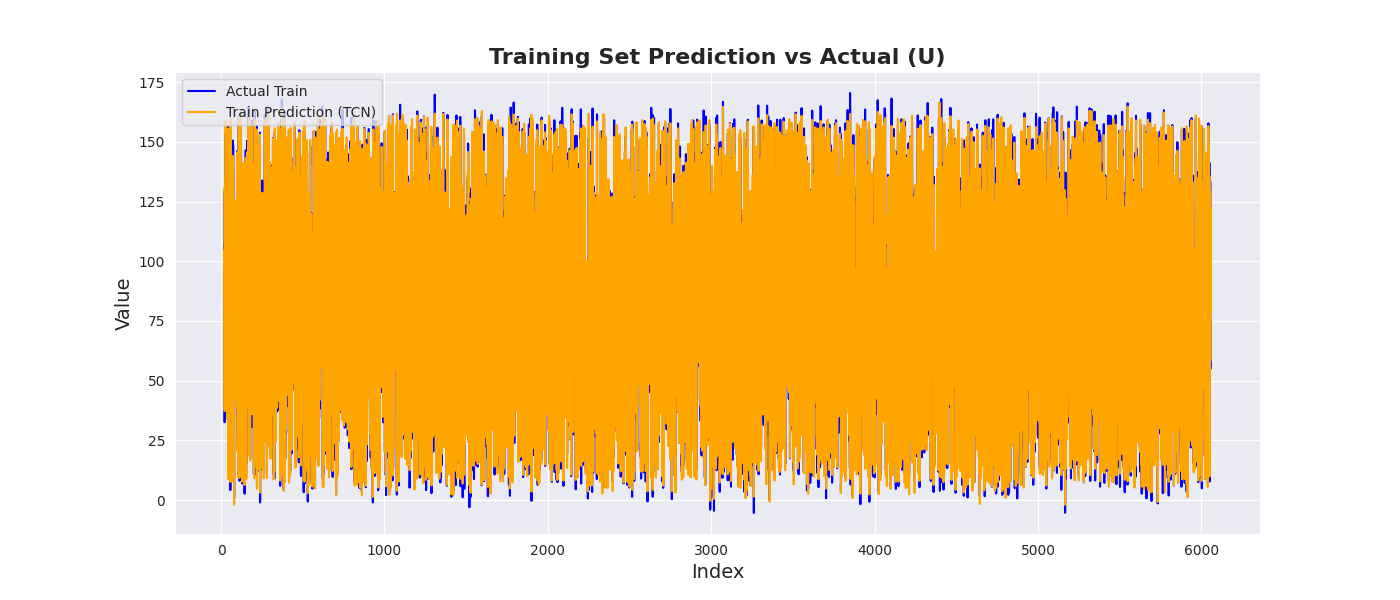 Training Set Prediction vs Actual (U)
Actual Train
Train Prediction (TCN)
175
150
125
100
75
50
25
0
Value
0 1000 2000 3000 4000 5000 6000
Index